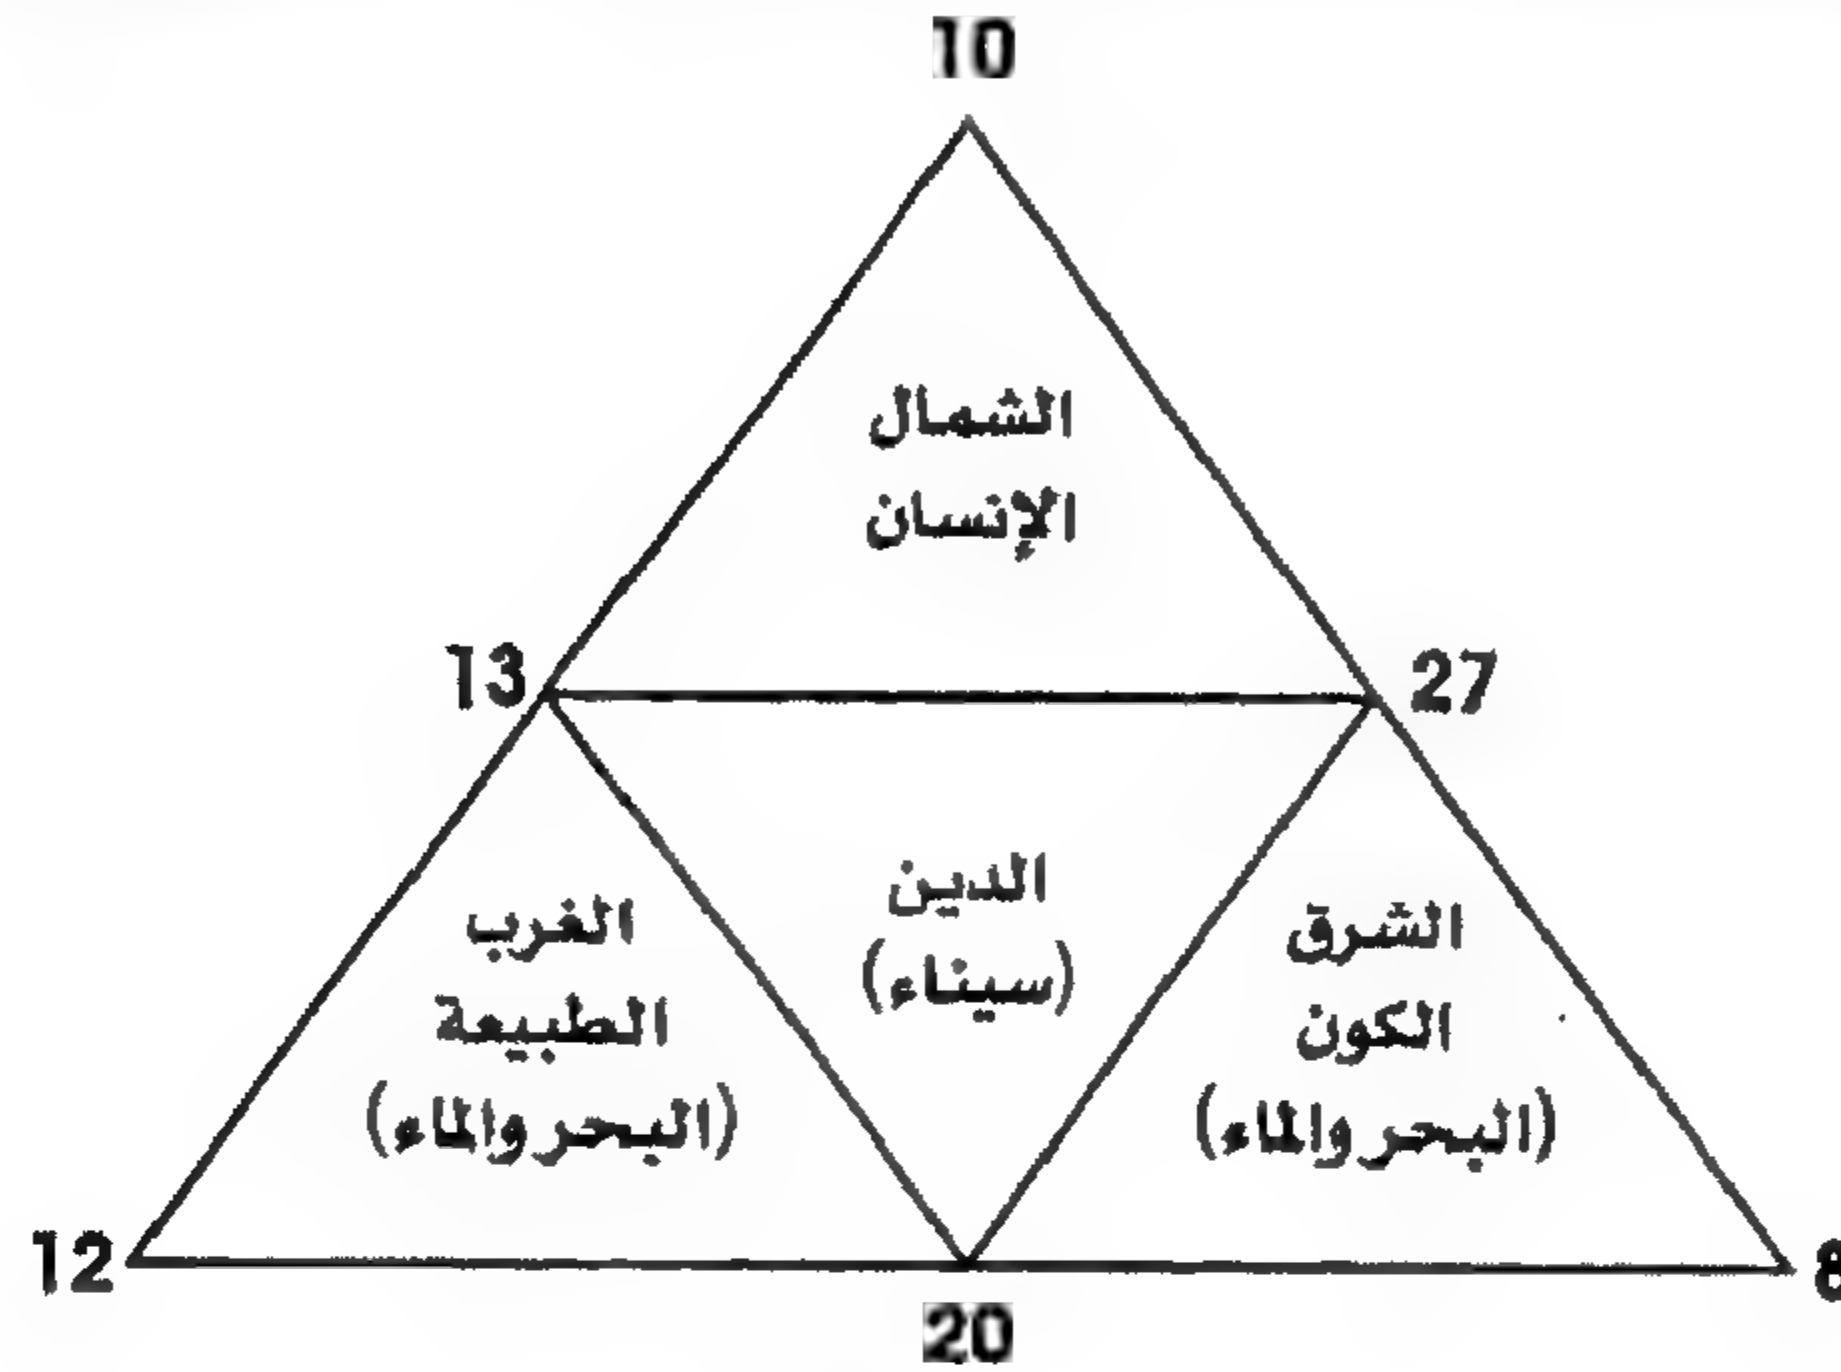 10
الشمال
الإنسان
13
27
الدين
(سيناء)
الشرق
الكون
(البحر والماء)
الغرب
الطبيعة
(البحر والماء)
12
20
8